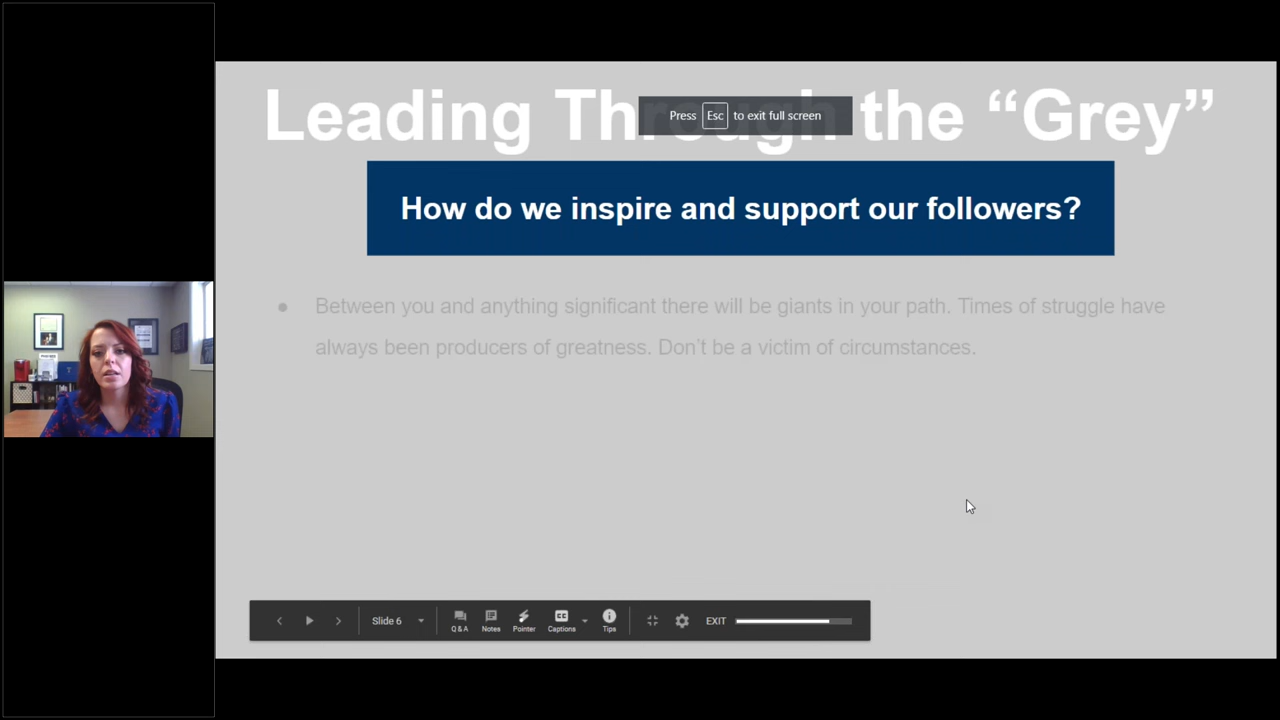 Leading Through the “Grey”
Press Esc to exit full screen
How do we inspire and support our followers?
● Between you and anything significant there will be giants in your path. Times of struggle have
always been producers of greatness. Don't be a victim of circumstances.
Slide 6
Q & A Notes Pointer Captions Tips
EXIT